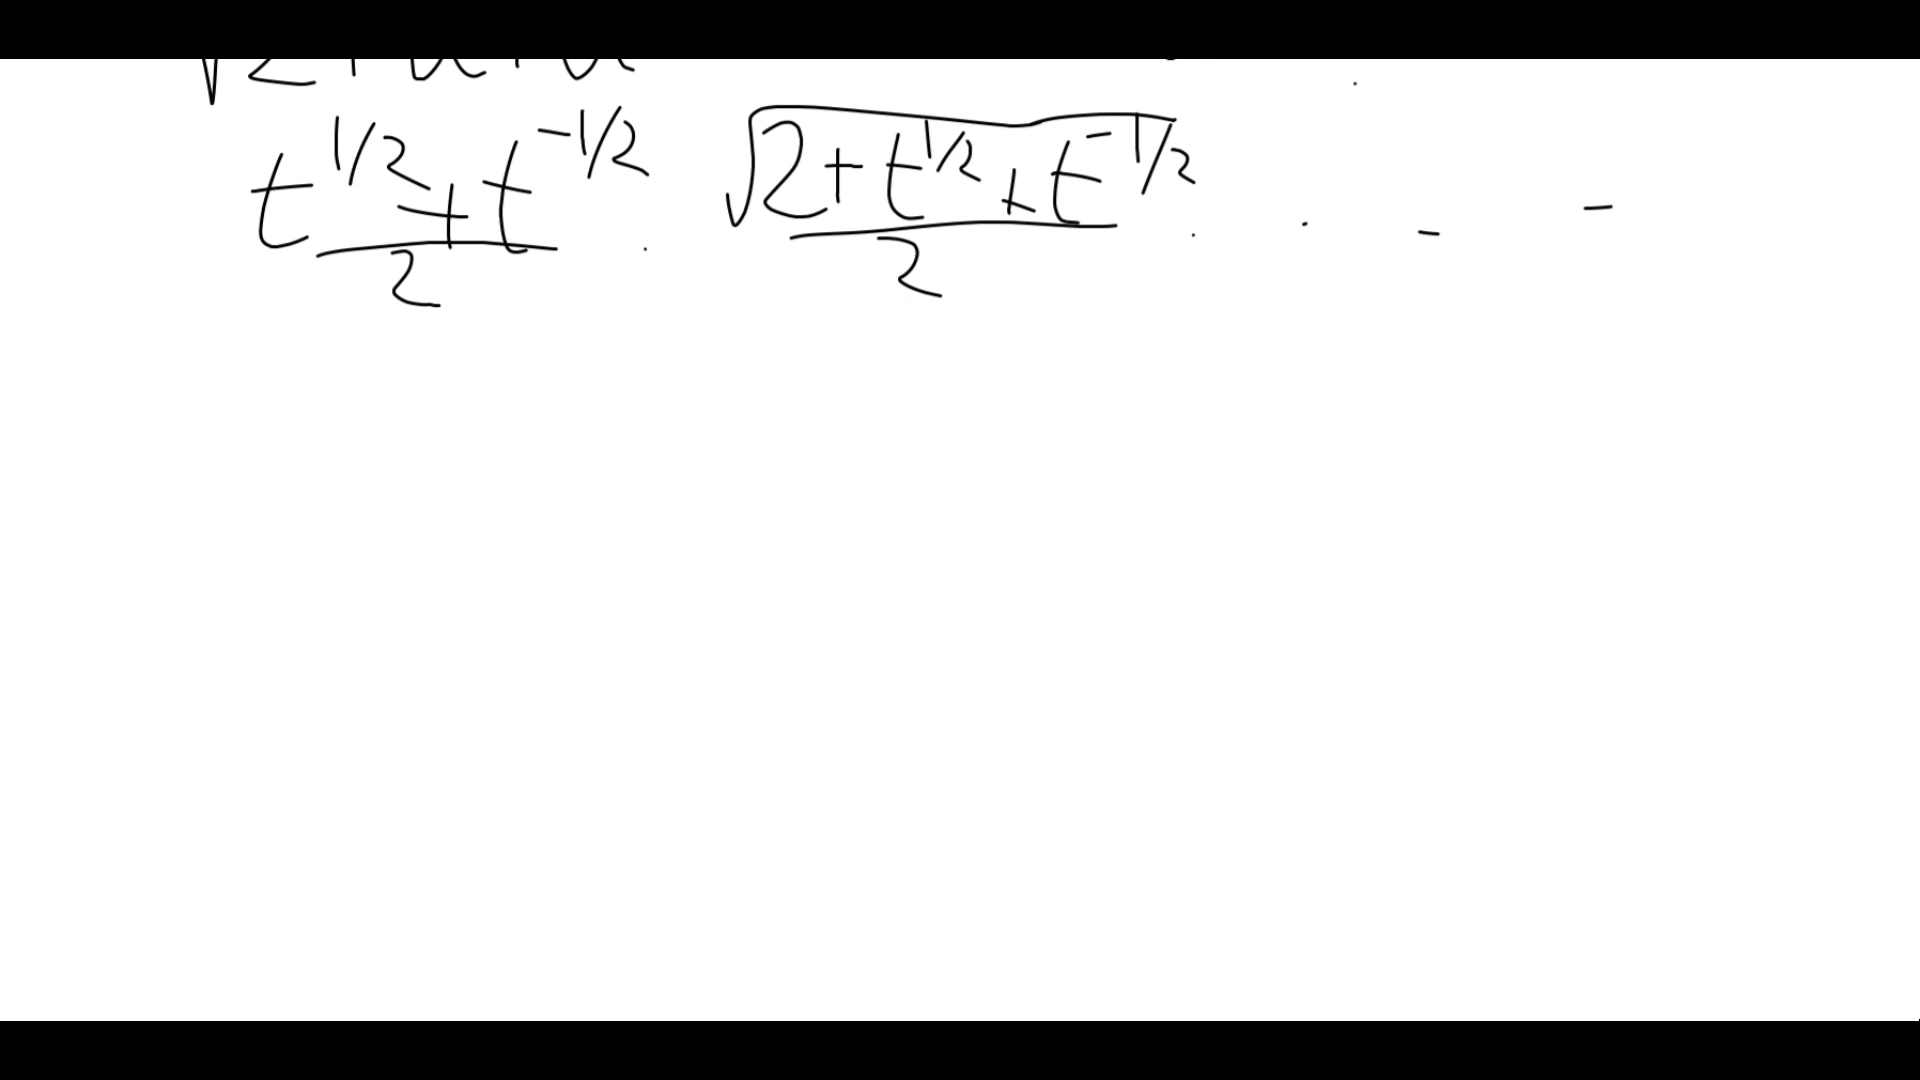 (t^{1/2} + t^{-1/2})/2 · √(2 + t^{1/2} + t^{-1/2})/2 · · - -